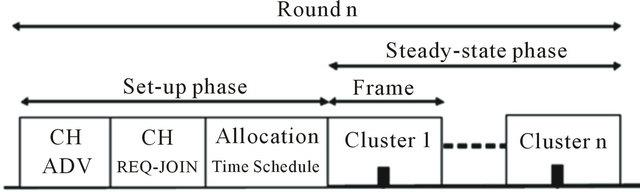 Round n
Steady-state phase
Set-up phase
Frame
CH
ADV
CH
REQ-JOIN
Allocation
Time Schedule
Cluster 1
Cluster n